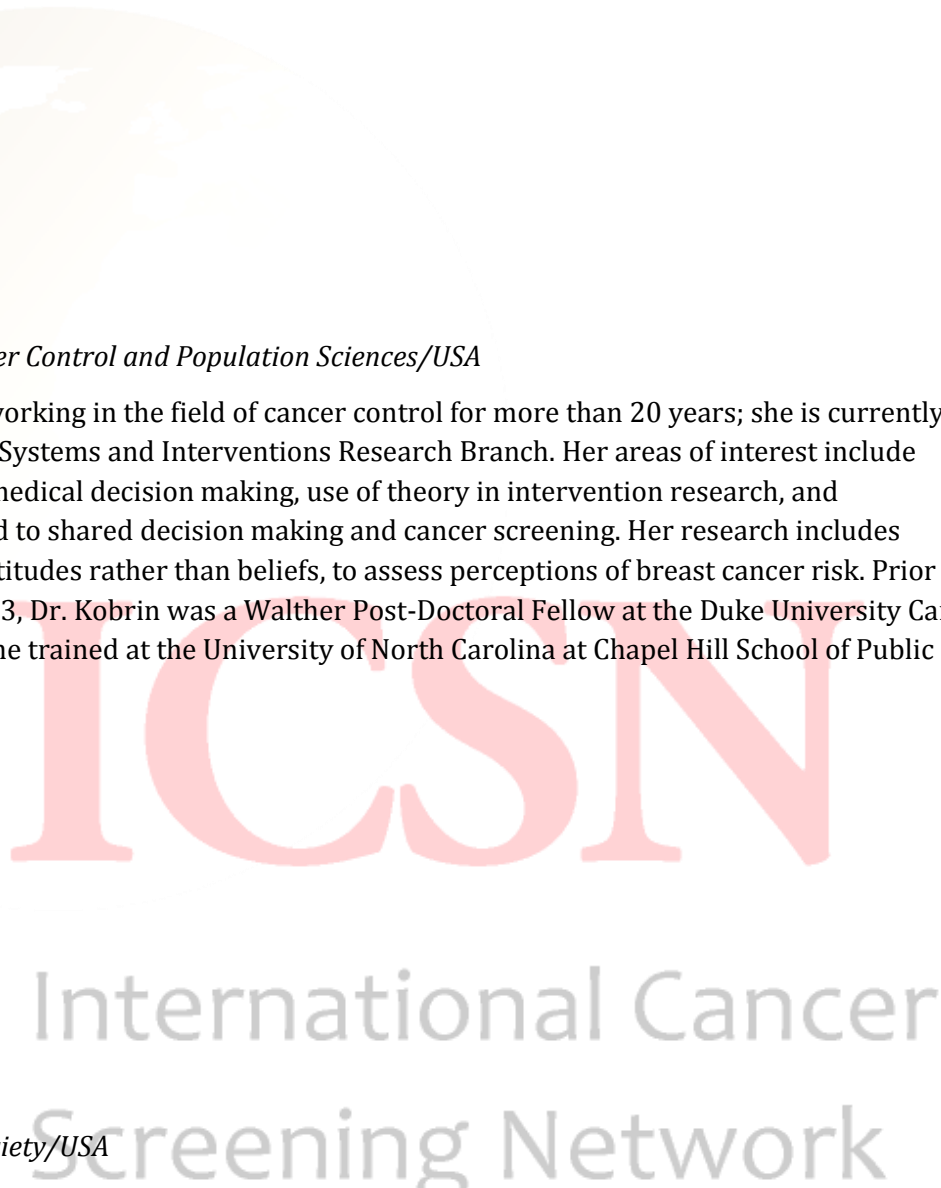 er Control and Population Sciences/USA
working in the field of cancer control for more than 20 years; she is currently
Systems and Interventions Research Branch. Her areas of interest include
medical decision making, use of theory in intervention research, and
d to shared decision making and cancer screening. Her research includes
titudes rather than beliefs, to assess perceptions of breast cancer risk. Prior
3, Dr. Kobrin was a Walther Post-Doctoral Fellow at the Duke University Ca
he trained at the University of North Carolina at Chapel Hill School of Public
ICSN
International Cancer
Screening Network
iety/USA